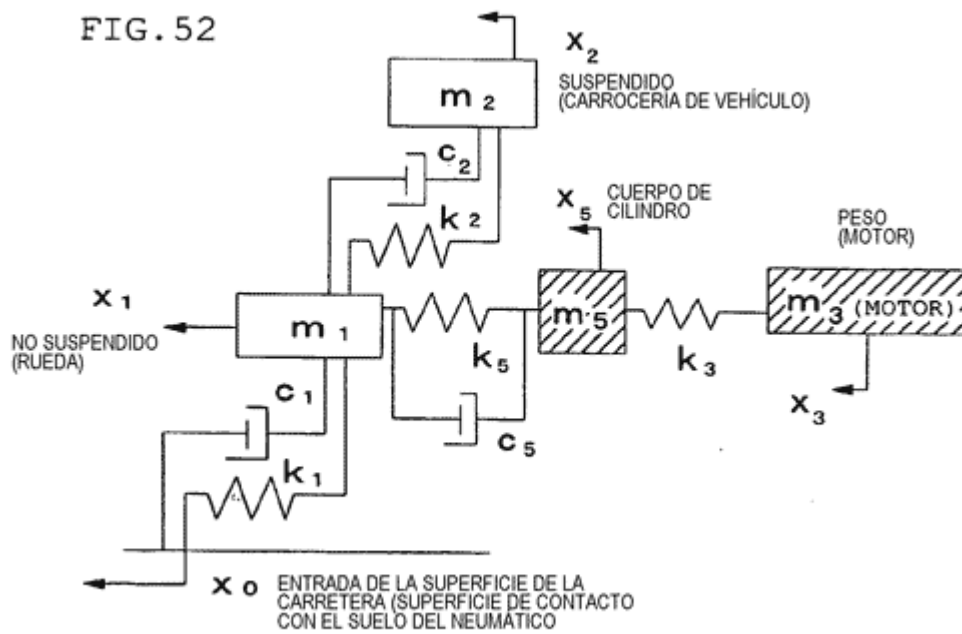 FIG.52
x2
SUSPENDIDO
(CARROCERÍA DE VEHÍCULO)
m2
c2
k2
x5
CUERPO DE
CILINDRO
PESO
(MOTOR)
x1
NO SUSPENDIDO
(RUEDA)
m1
k5
m5
k3
m3 (MOTOR)
x3
c1
c5
k1
xo
ENTRADA DE LA SUPERFICIE DE LA
CARRETERA (SUPERFICIE DE CONTACTO
CON EL SUELO DEL NEUMÁTICO